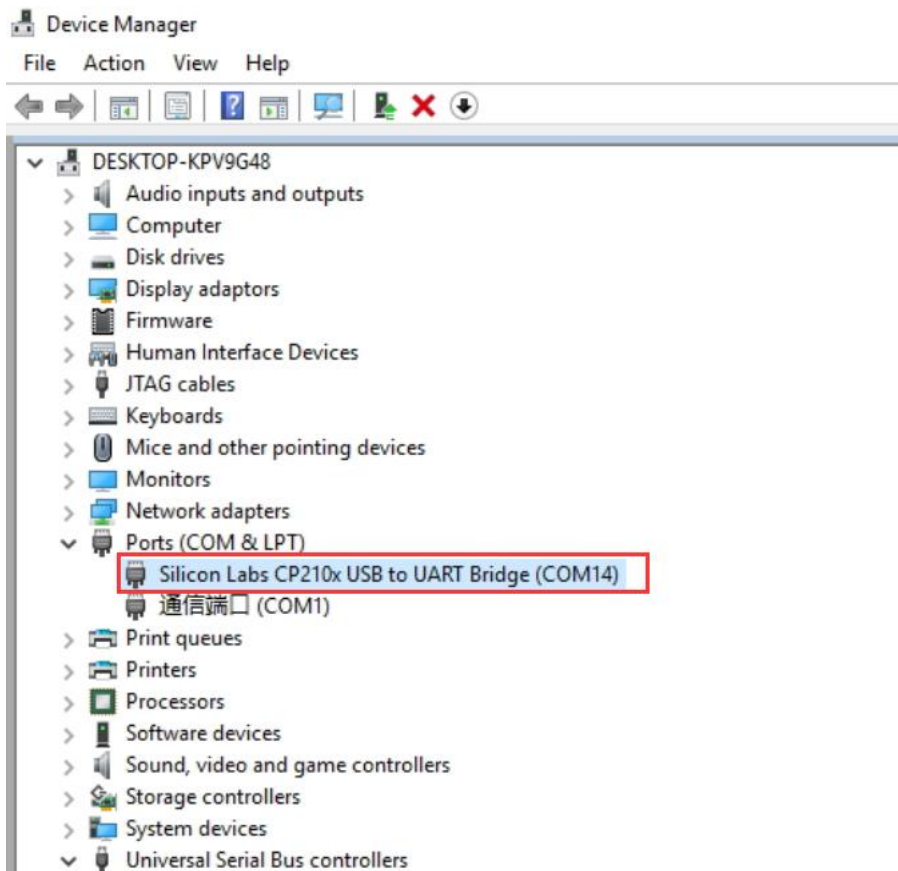 Device Manager
File Action View Help
DESKTOP-KPV9G48
Audio inputs and outputs
Computer
Disk drives
Display adaptors
Firmware
Human Interface Devices
JTAG cables
Keyboards
Mice and other pointing devices
Monitors
Network adapters
Ports (COM & LPT)
Silicon Labs CP210x USB to UART Bridge (COM14)
通信端口 (COM1)
Print queues
Printers
Processors
Software devices
Sound, video and game controllers
Storage controllers
System devices
Universal Serial Bus controllers